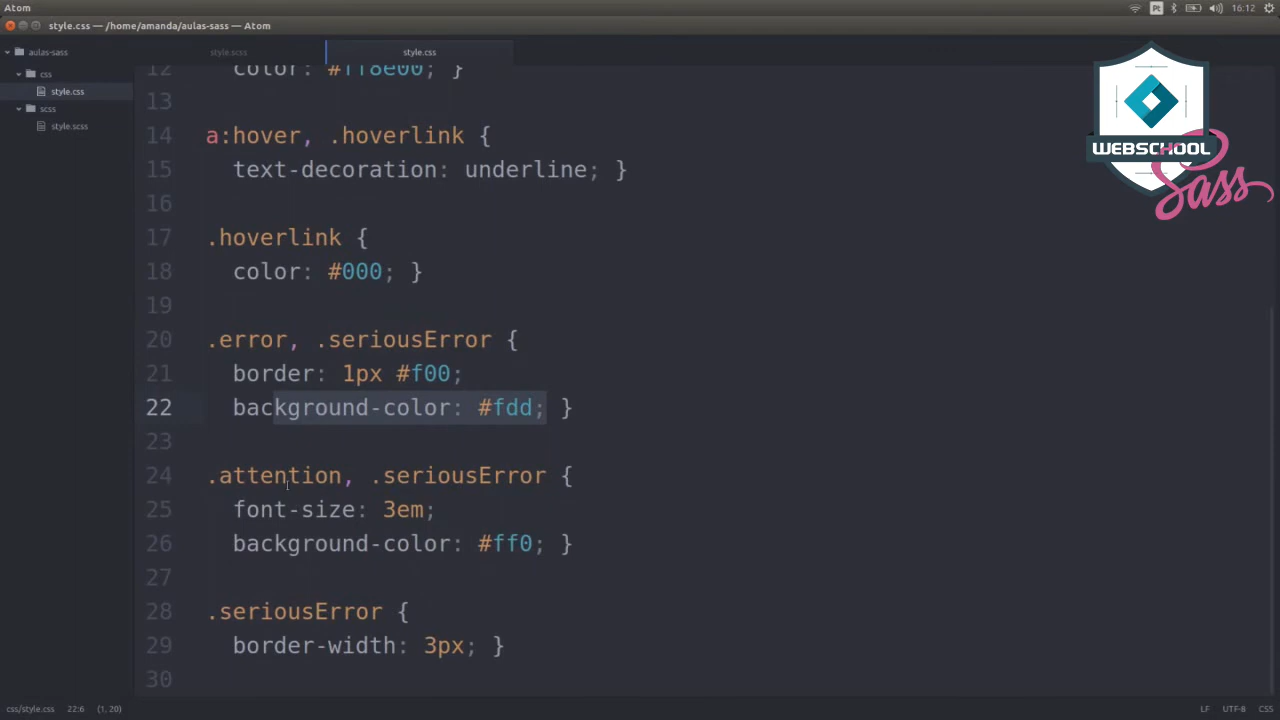 Atom
Pt
16:12
style.css — /home/amanda/aulas-sass — Atom
aulas-sass
css
style.css
scss
style.scss
style.scss
style.css
WEBSCHOOL
Sass
12 color: #ff8e00; }
13
14 a:hover, .hoverlink {
15 text-decoration: underline; }
16
17 .hoverlink {
18 color: #000; }
19
20 .error, .seriousError {
21 border: 1px #f00;
22 background-color: #fdd; }
23
24 .attention, .seriousError {
25 font-size: 3em;
26 background-color: #ff0; }
27
28 .seriousError {
29 border-width: 3px; }
30
css/style.css 22:6 (1, 20)
LF UTF-8 CSS